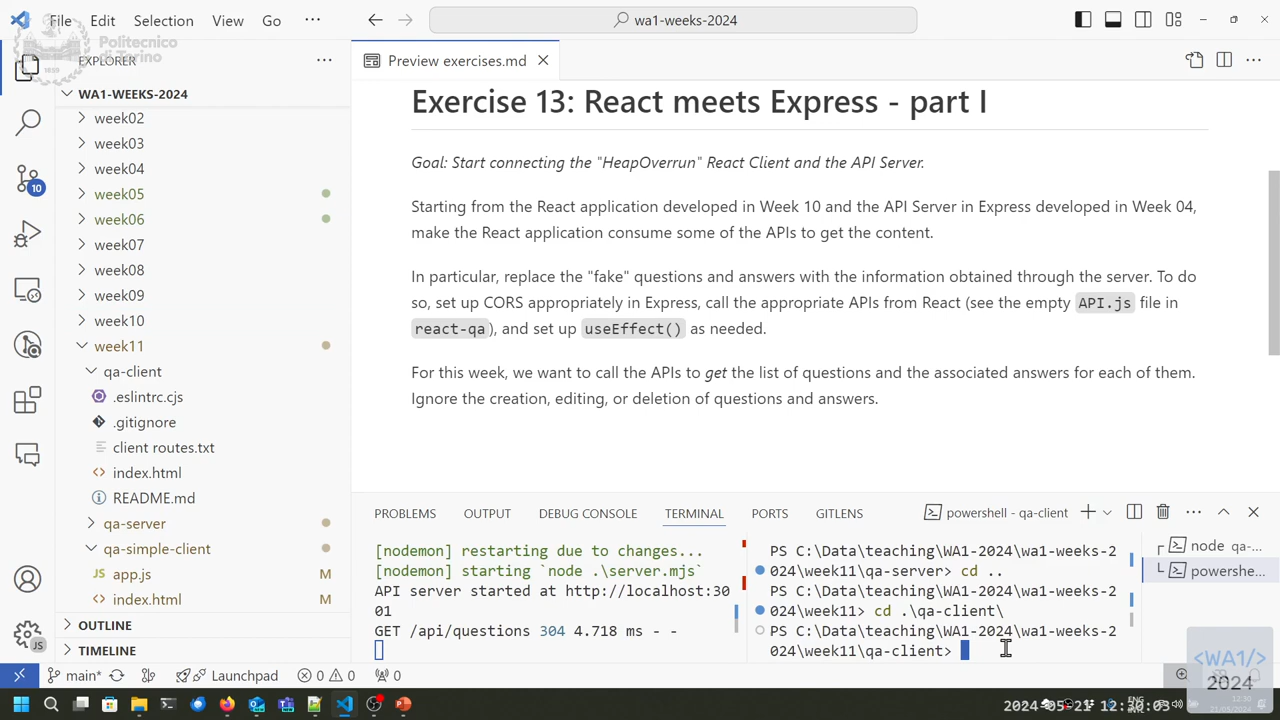 File Edit Selection View Go ···
wa1-weeks-2024
Politecnico
di Torino
1859
EXPLORER
Preview exercises.md
WA1-WEEKS-2024
week02
week03
week04
week05
week06
week07
week08
week09
week10
week11
qa-client
.eslintrc.cjs
.gitignore
client routes.txt
index.html
README.md
qa-server
qa-simple-client
app.js M
index.html M
OUTLINE
TIMELINE
10
JS
Exercise 13: React meets Express - part I
Goal: Start connecting the "HeapOverrun" React Client and the API Server.
Starting from the React application developed in Week 10 and the API Server in Express developed in Week 04,
make the React application consume some of the APIs to get the content.
In particular, replace the "fake" questions and answers with the information obtained through the server. To do
so, set up CORS appropriately in Express, call the appropriate APIs from React (see the empty API.js file in
react-qa), and set up useEffect() as needed.
For this week, we want to call the APIs to get the list of questions and the associated answers for each of them.
Ignore the creation, editing, or deletion of questions and answers.
PROBLEMS OUTPUT DEBUG CONSOLE TERMINAL PORTS GITLENS powershell - qa-client
[nodemon] restarting due to changes...
[nodemon] starting `node .\server.mjs`
API server started at http://localhost:30
01
GET /api/questions 304 4.718 ms - -
PS C:\Data\teaching\WA1-2024\wa1-weeks-2
024\week11\qa-server> cd ..
PS C:\Data\teaching\WA1-2024\wa1-weeks-2
024\week11> cd .\qa-client\
PS C:\Data\teaching\WA1-2024\wa1-weeks-2
024\week11\qa-client>
node qa-...
powershe...
main* Launchpad 0 0 0
<WA1/>
2024
ENG
2024-05-21 12:30:03